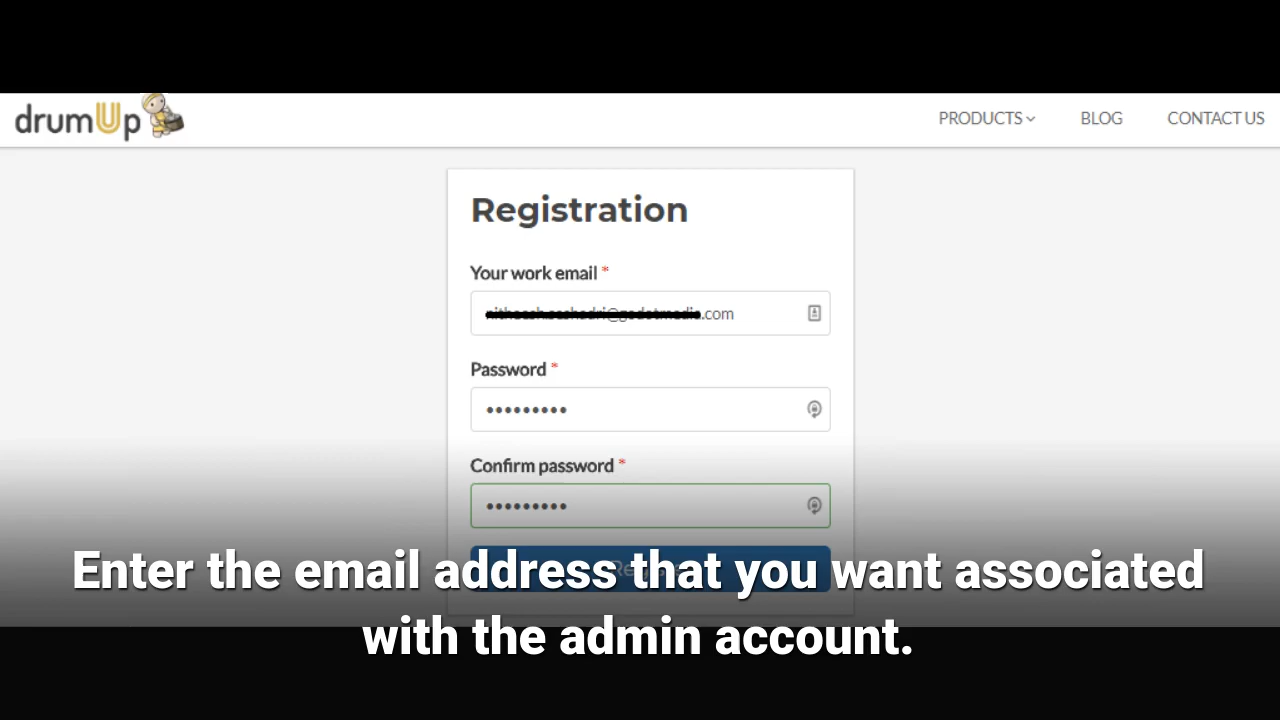 drumUp
PRODUCTS BLOG CONTACT US
Registration
Your work email *
.com
Password *
•••••••••
Confirm password *
•••••••••
Enter the email address that you want associated
with the admin account.